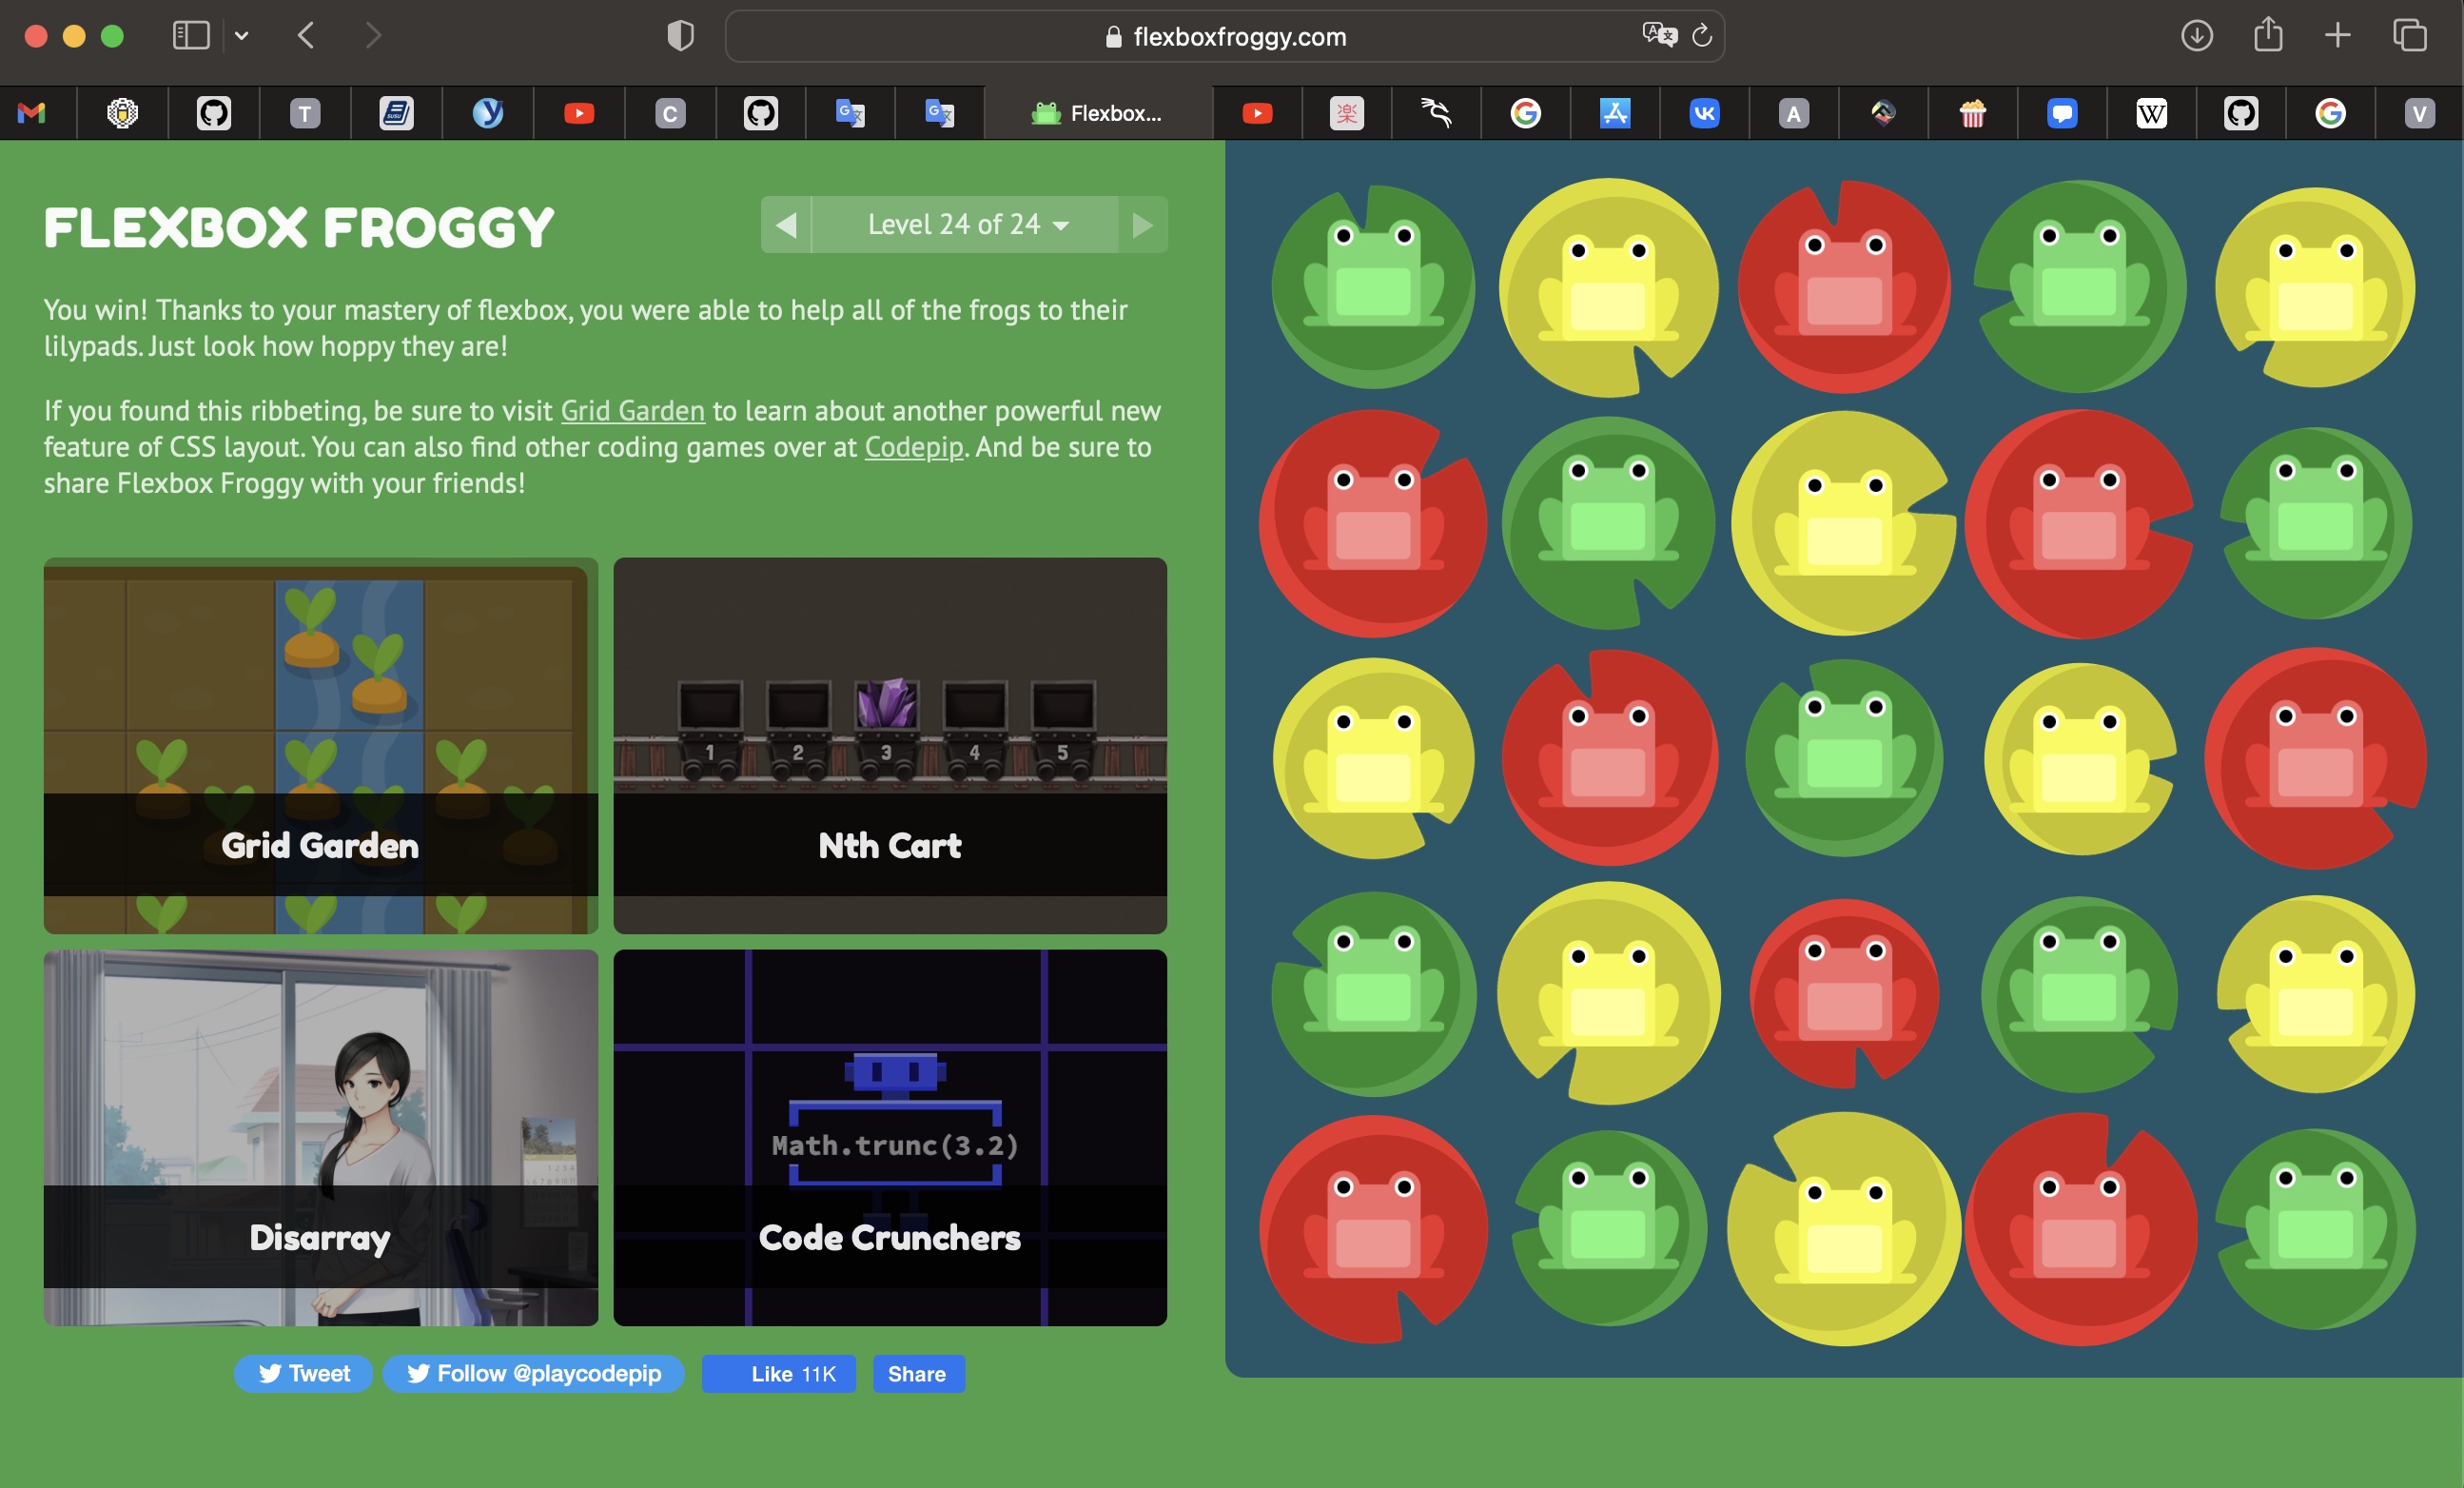 flexboxfroggy.com
T
C
Flexbox...
楽
A
W
V
FLEXBOX FROGGY
Level 24 of 24
You win! Thanks to your mastery of flexbox, you were able to help all of the frogs to their
lilypads. Just look how hoppy they are!
If you found this ribbeting, be sure to visit Grid Garden to learn about another powerful new
feature of CSS layout. You can also find other coding games over at Codepip. And be sure to
share Flexbox Froggy with your friends!
1 2 3 4 5
Grid Garden
Nth Cart
Math.trunc(3.2)
Disarray
Code Crunchers
Tweet
Follow @playcodepip
Like 11K
Share